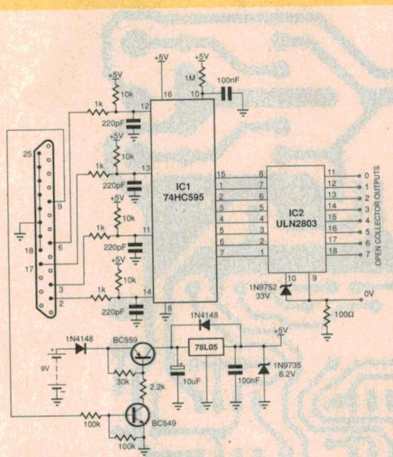 +5V
+5V
+5V
1M
100nF
10k
16
10
1k
12
220pF
+5V
10k
25
1k
13
220pF
IC1
74HC595
15
8
11
0
1
7
12
1
2
6
13
2
3
5
14
3
4
4
15
4
5
3
16
5
6
2
17
6
7
1
18
7
IC2
ULN2803
OPEN COLLECTOR OUTPUTS
9
+5V
10k
18
6
1k
11
220pF
+5V
17
10k
3
1k
14
2
220pF
8
10
9
1N9752
33V
0V
100Ω
1N4148
1N4148
BC559
78L05
+5V
9V
30k
10uF
100nF
1N9735
6.2V
2.2k
100k
BC549
100k